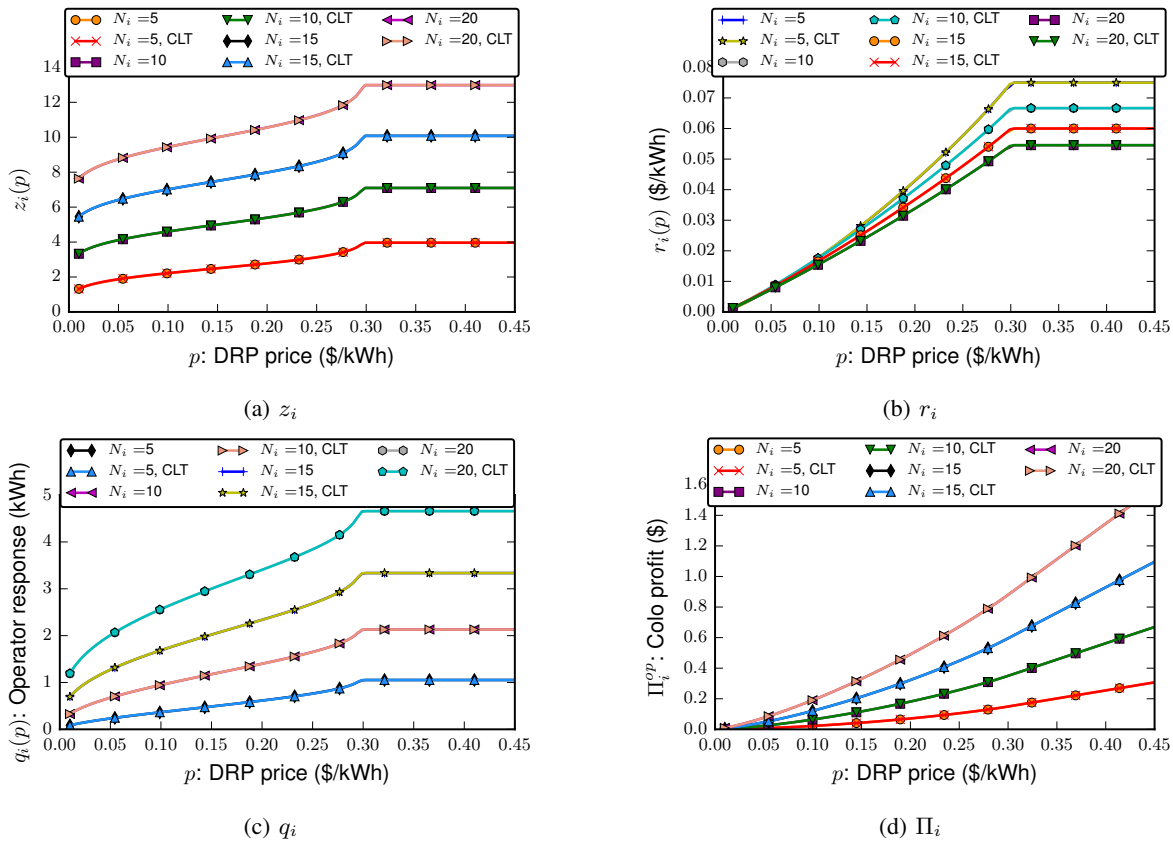 N_i =5
N_i =10, CLT
N_i =20
N_i =5, CLT
N_i =15
N_i =20, CLT
N_i =10
N_i =15, CLT
14
12
10
8
6
4
2
0
z_i(p)
0.00 0.05 0.10 0.15 0.20 0.25 0.30 0.35 0.40 0.45
p: DRP price ($/kWh)
(a) z_i
N_i =5
N_i =10, CLT
N_i =20
N_i =5, CLT
N_i =15
N_i =20, CLT
N_i =10
N_i =15, CLT
0.08
0.07
0.06
0.05
0.04
0.03
0.02
0.01
0.00
r_i(p) ($/kWh)
0.00 0.05 0.10 0.15 0.20 0.25 0.30 0.35 0.40 0.45
p: DRP price ($/kWh)
(b) r_i
N_i =5
N_i =10, CLT
N_i =20
N_i =5, CLT
N_i =15
N_i =20, CLT
N_i =10
N_i =15, CLT
5
4
3
2
1
0
q_i(p): Operator response (kWh)
0.00 0.05 0.10 0.15 0.20 0.25 0.30 0.35 0.40 0.45
p: DRP price ($/kWh)
(c) q_i
N_i =5
N_i =10, CLT
N_i =20
N_i =5, CLT
N_i =15
N_i =20, CLT
N_i =10
N_i =15, CLT
1.6
1.4
1.2
1.0
0.8
0.6
0.4
0.2
0.0
Π_i^{op}: Colo profit ($)
0.00 0.05 0.10 0.15 0.20 0.25 0.30 0.35 0.40 0.45
p: DRP price ($/kWh)
(d) Π_i